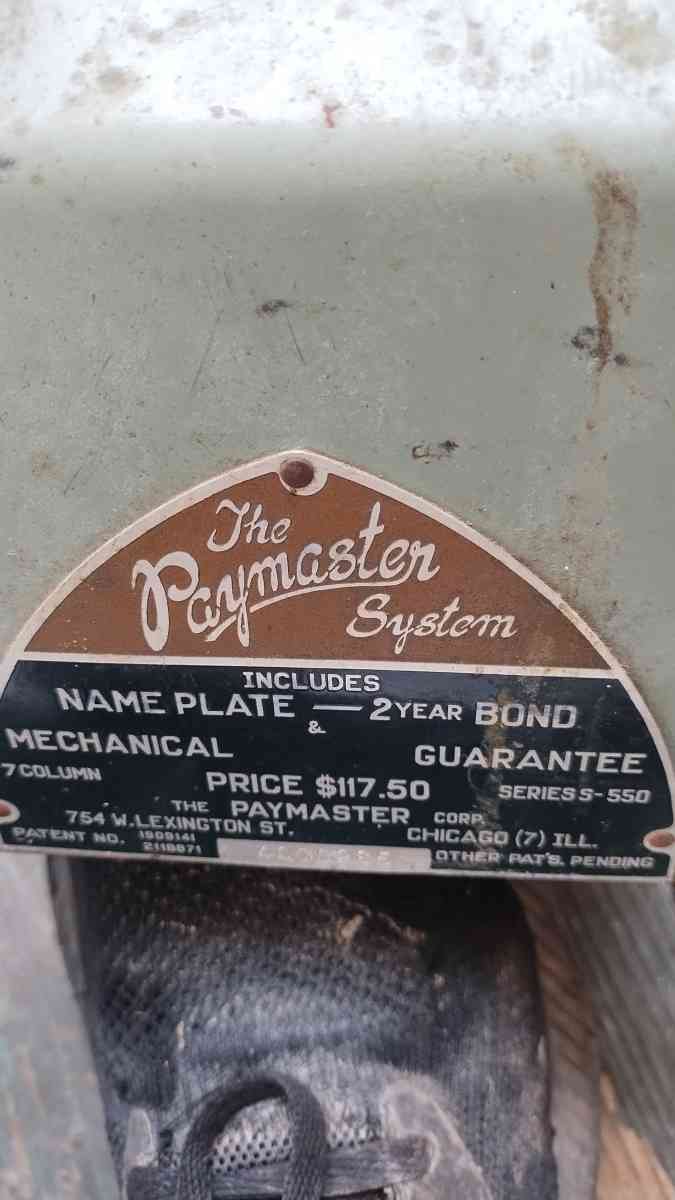 The
Paymaster
System
INCLUDES
NAME PLATE — 2 YEAR BOND
&
MECHANICAL GUARANTEE
7 COLUMN PRICE $117.50 SERIES S-550
THE PAYMASTER CORP.
754 W. LEXINGTON ST. CHICAGO (7) ILL.
PATENT NO. 1909141
2118871
OTHER PAT'S. PENDING